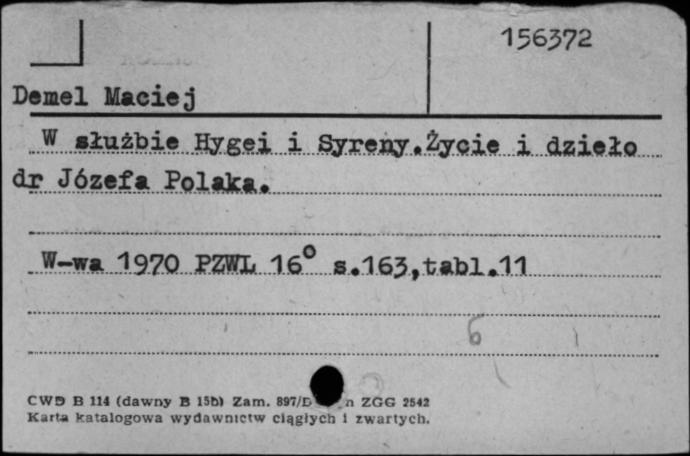 156372
Demel Maciej
W służbie Hygei i Syreny.Życie i dzieło
dr Józefa Polaka.
W-wa 1970 PZWL 16° s.163,tabl.11
6
CWD B 114 (dawny B 15b) Zam. 897/D n ZGG 2542
Karta katalogowa wydawnictw ciągłych i zwartych.